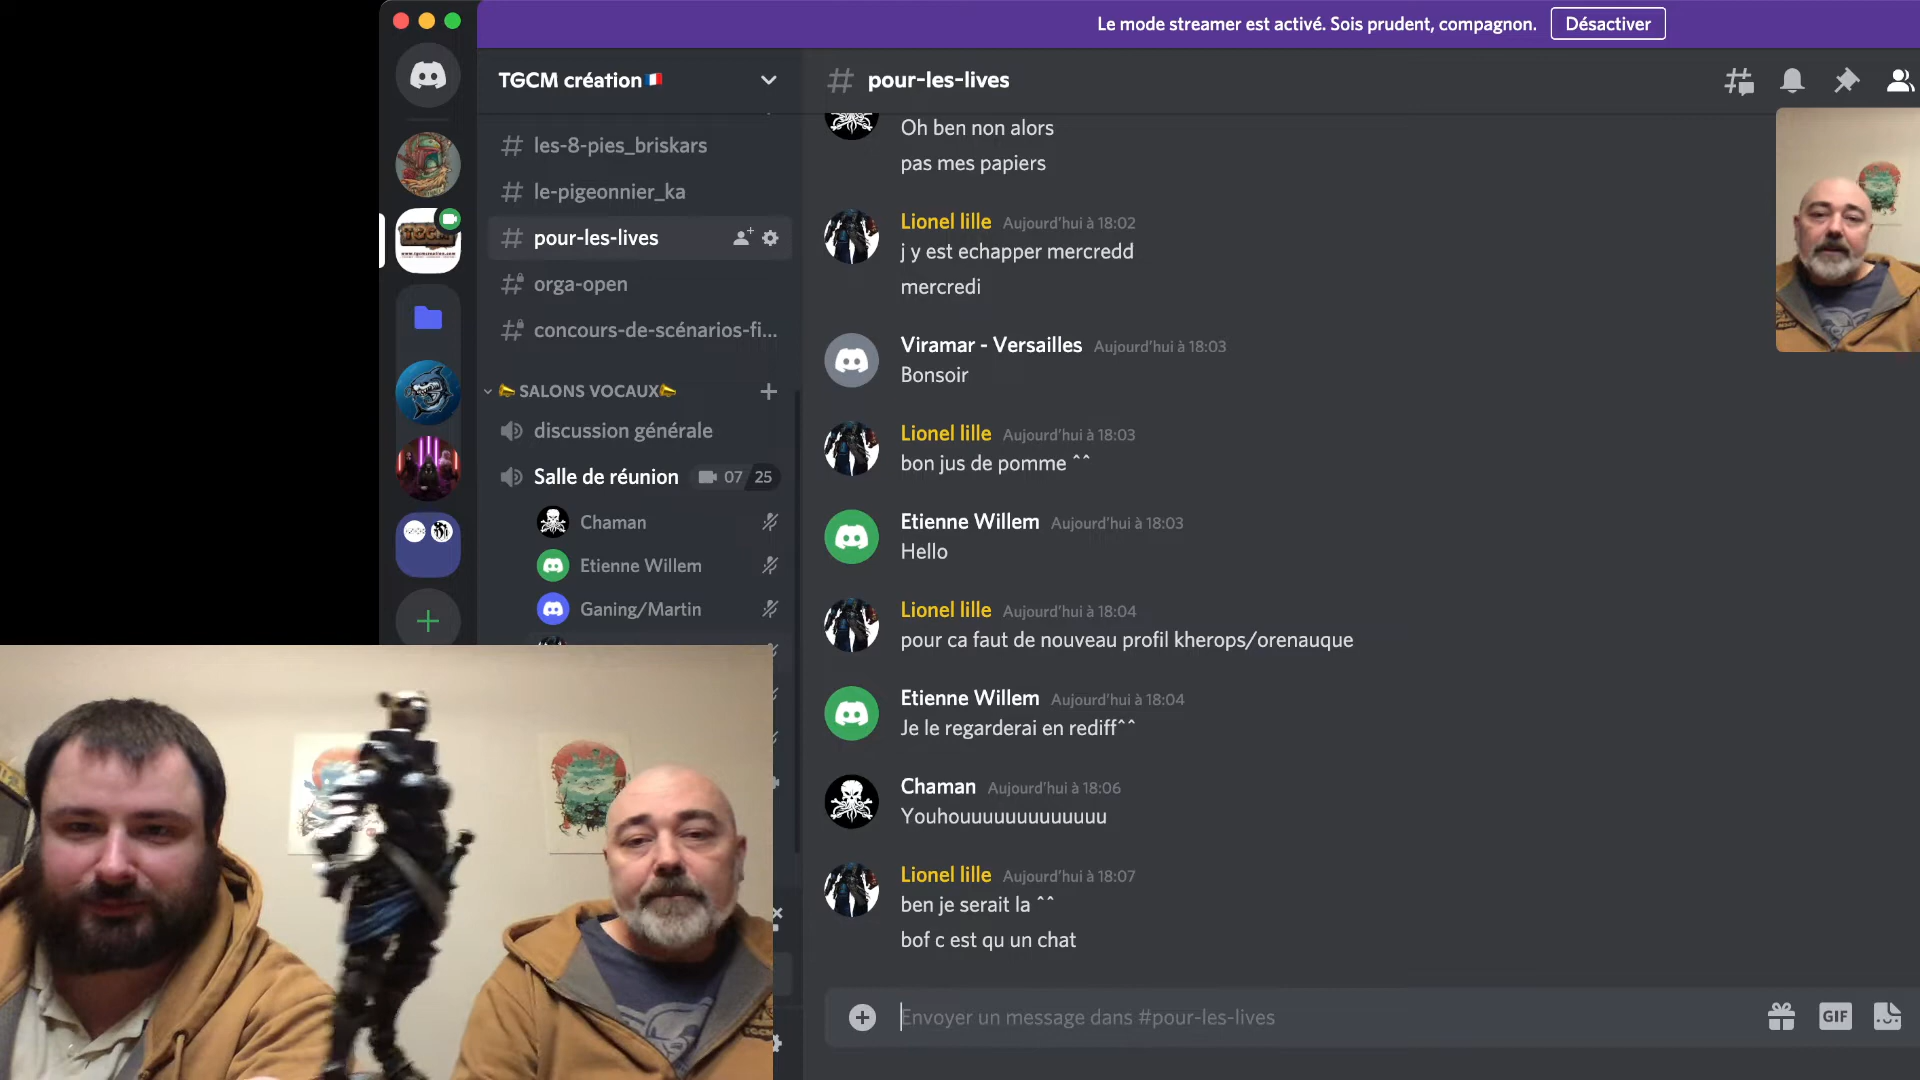 Le mode streamer est activé. Sois prudent, compagnon.
Désactiver
TGCM création
pour-les-lives
les-8-pies_briskars
le-pigeonnier_ka
pour-les-lives
orga-open
concours-de-scénarios-fi...
SALONS VOCAUX
discussion générale
Salle de réunion 07 25
Chaman
Etienne Willem
Ganing/Martin
Oh ben non alors
pas mes papiers
Lionel lille Aujourd'hui à 18:02
j y est echapper mercredd
mercredi
Viramar - Versailles Aujourd'hui à 18:03
Bonsoir
Lionel lille Aujourd'hui à 18:03
bon jus de pomme ^^
Etienne Willem Aujourd'hui à 18:03
Hello
Lionel lille Aujourd'hui à 18:04
pour ca faut de nouveau profil kherops/orenauque
Etienne Willem Aujourd'hui à 18:04
Je le regarderai en rediff^^
Chaman Aujourd'hui à 18:06
Youhouuuuuuuuuuuuu
Lionel lille Aujourd'hui à 18:07
ben je serait la ^^
bof c est qu un chat
Envoyer un message dans #pour-les-lives
GIF